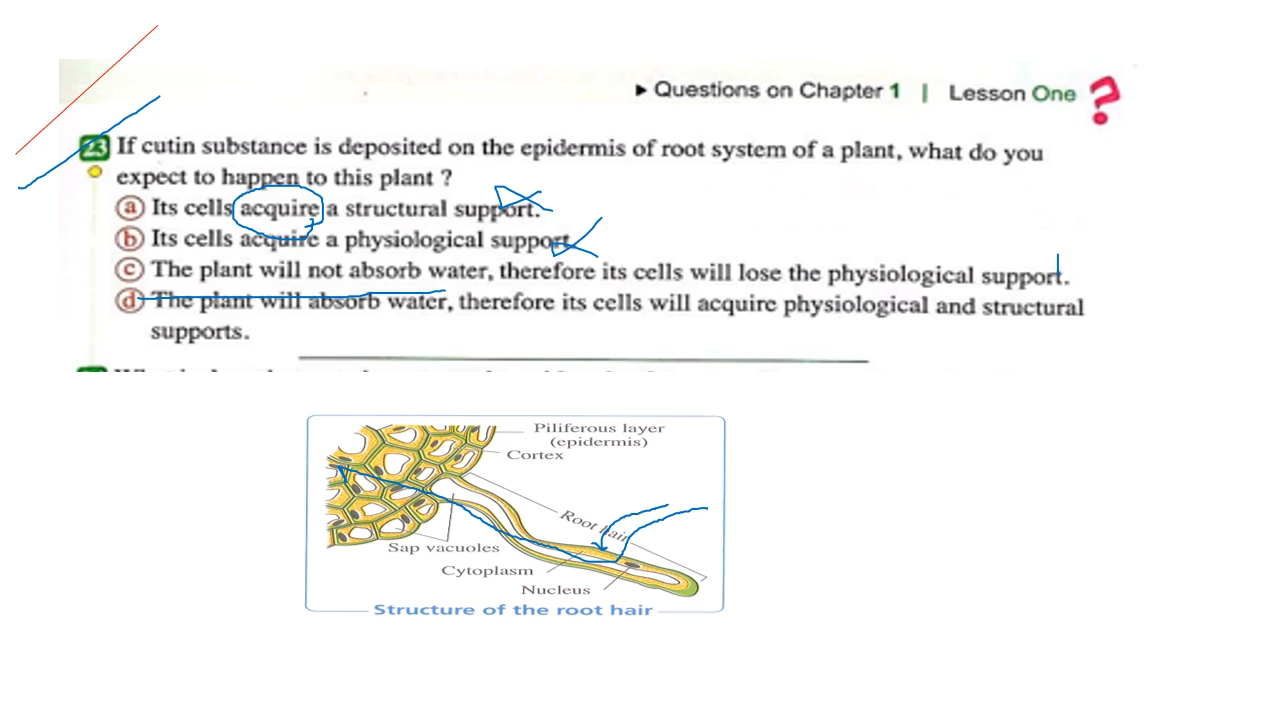 ▶ Questions on Chapter 1 | Lesson One ?
23 If cutin substance is deposited on the epidermis of root system of a plant, what do you
expect to happen to this plant ?
a Its cells acquire a structural support.
b Its cells acquire a physiological support.
c The plant will not absorb water, therefore its cells will lose the physiological support.
d The plant will absorb water, therefore its cells will acquire physiological and structural
supports.
Piliferous layer
(epidermis)
Cortex
Root hair
Sap vacuoles
Cytoplasm
Nucleus
Structure of the root hair